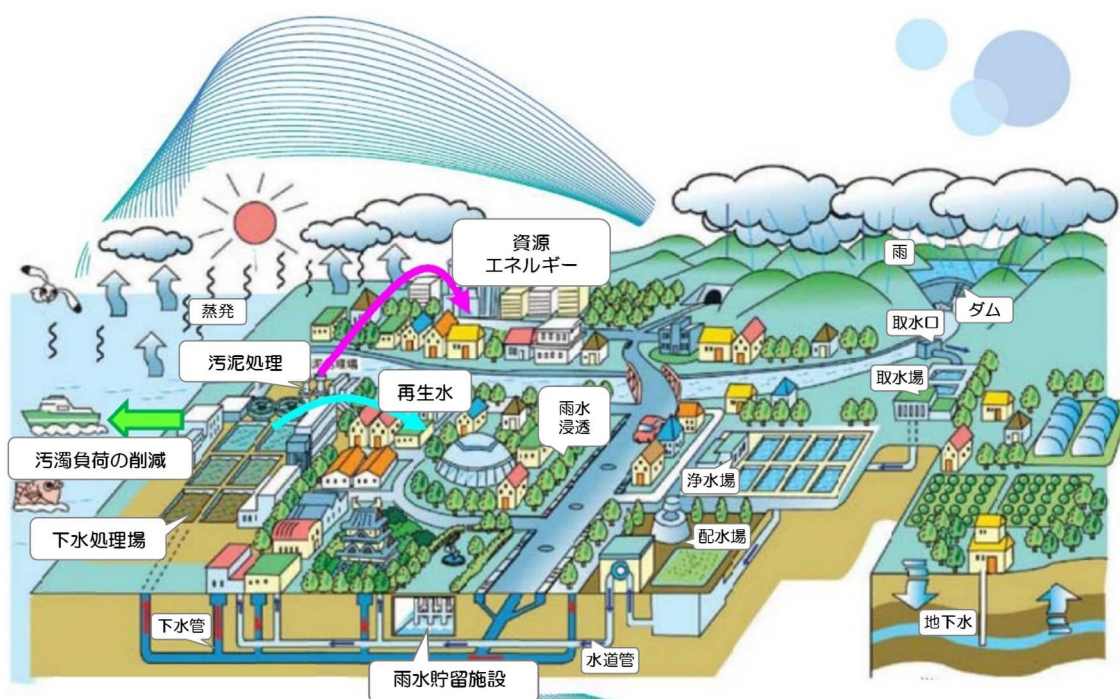 資源
エネルギー
雨
蒸発
ダム
取水口
汚泥処理
取水場
再生水
雨水
浸透
汚濁負荷の削減
浄水場
下水処理場
配水場
下水管
地下水
水道管
雨水貯留施設